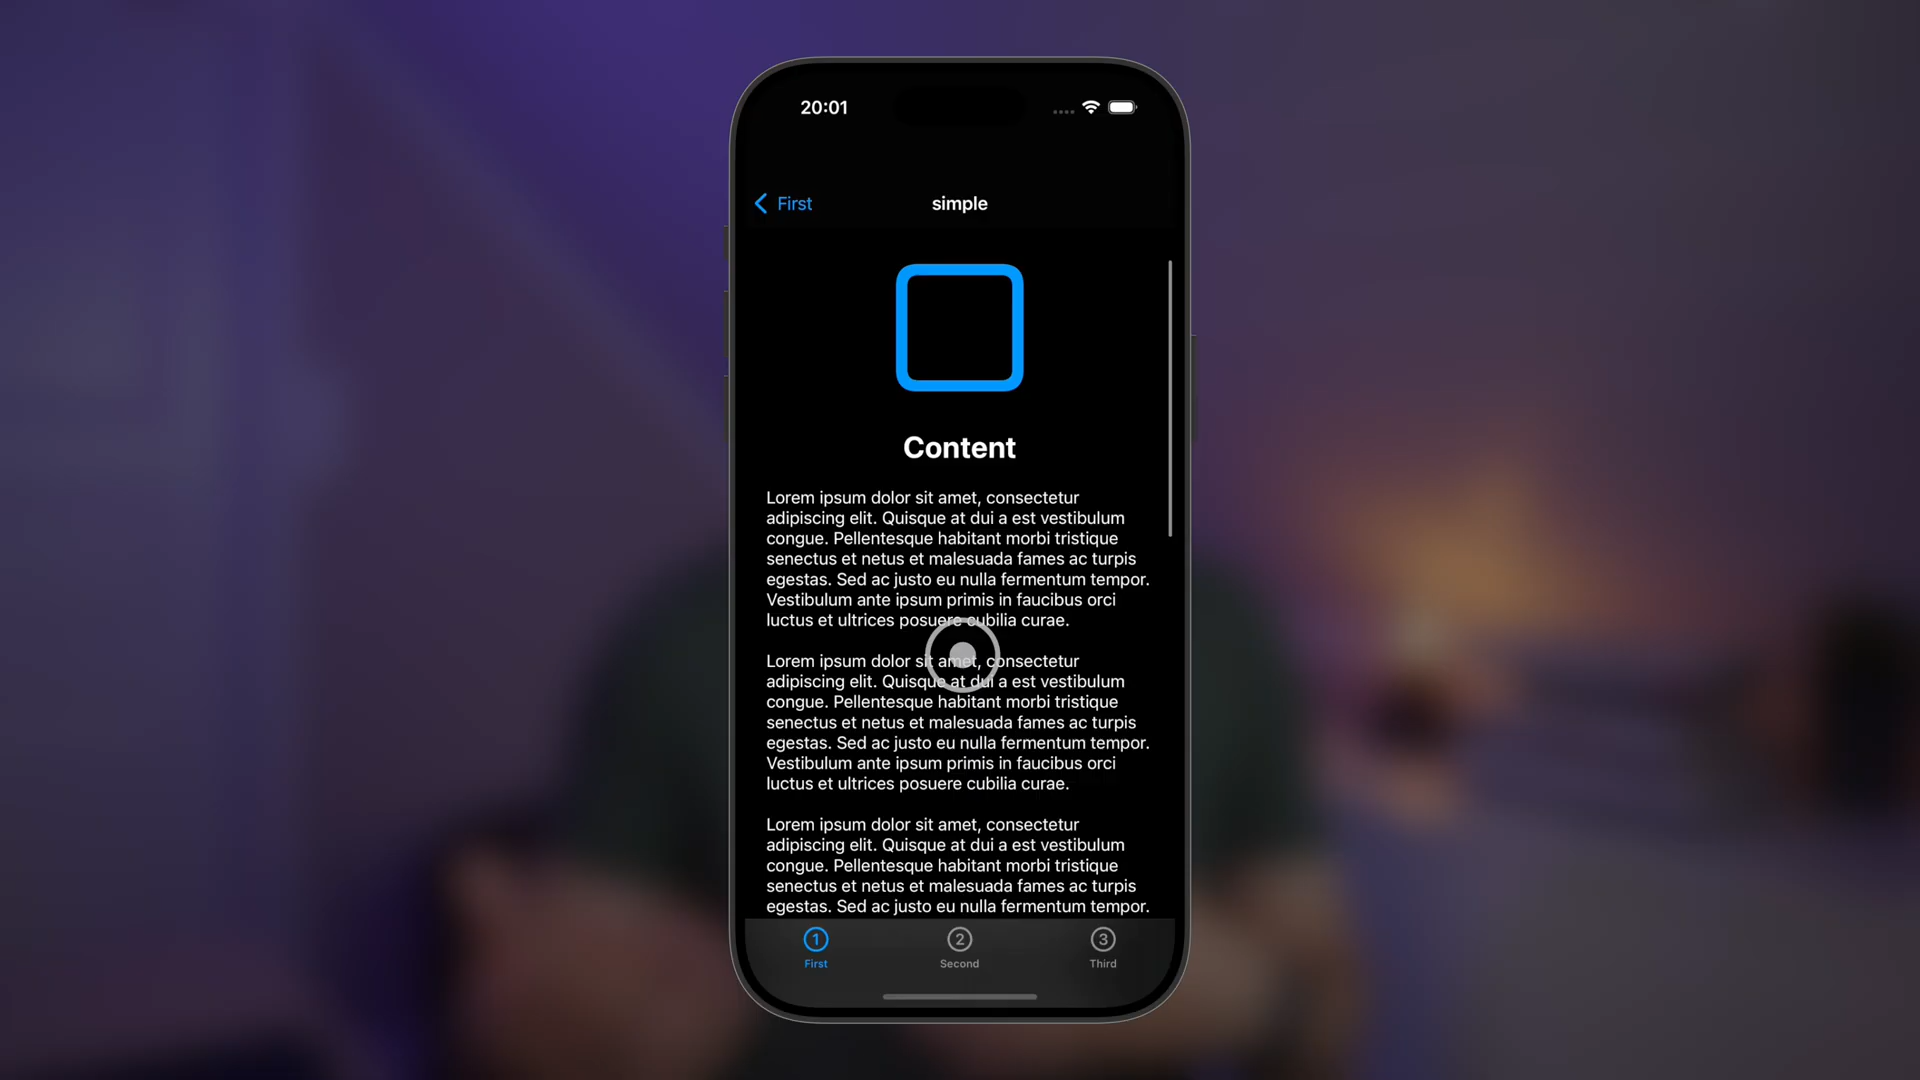 20:01
First
simple
Content
Lorem ipsum dolor sit amet, consectetur
adipiscing elit. Quisque at dui a est vestibulum
congue. Pellentesque habitant morbi tristique
senectus et netus et malesuada fames ac turpis
egestas. Sed ac justo eu nulla fermentum tempor.
Vestibulum ante ipsum primis in faucibus orci
luctus et ultrices posuere cubilia curae.
Lorem ipsum dolor sit amet, consectetur
adipiscing elit. Quisque at dui a est vestibulum
congue. Pellentesque habitant morbi tristique
senectus et netus et malesuada fames ac turpis
egestas. Sed ac justo eu nulla fermentum tempor.
Vestibulum ante ipsum primis in faucibus orci
luctus et ultrices posuere cubilia curae.
Lorem ipsum dolor sit amet, consectetur
adipiscing elit. Quisque at dui a est vestibulum
congue. Pellentesque habitant morbi tristique
senectus et netus et malesuada fames ac turpis
egestas. Sed ac justo eu nulla fermentum tempor.
1 2 3
First Second Third